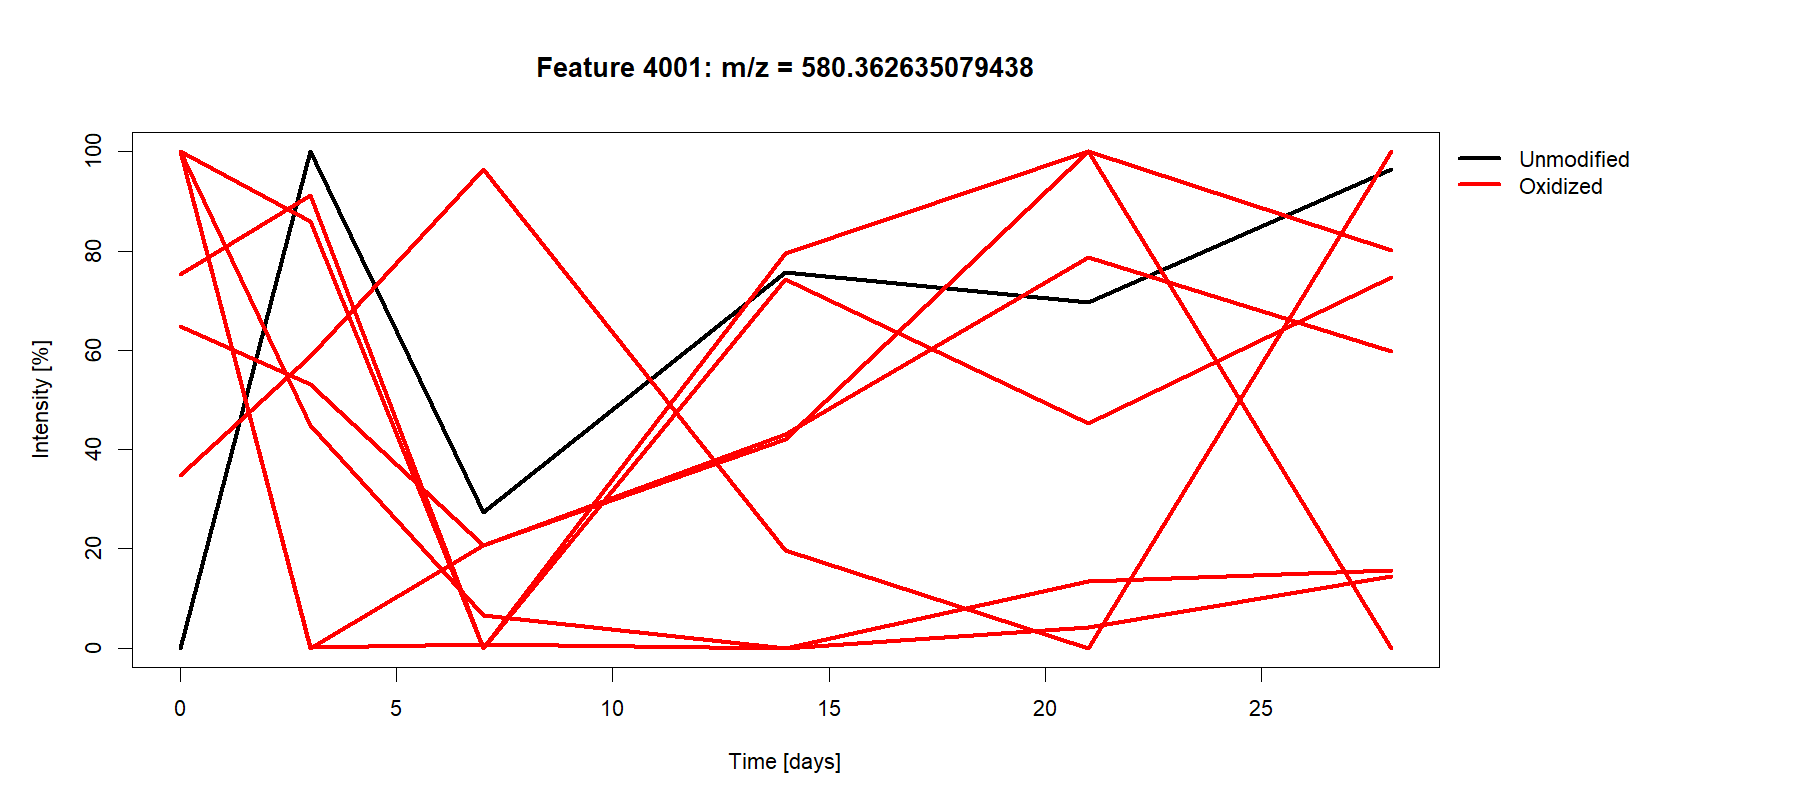 Feature 4001: m/z = 580.362635079438
Unmodified
Oxidized
Intensity [%]
100
80
60
40
20
0
0 5 10 15 20 25
Time [days]